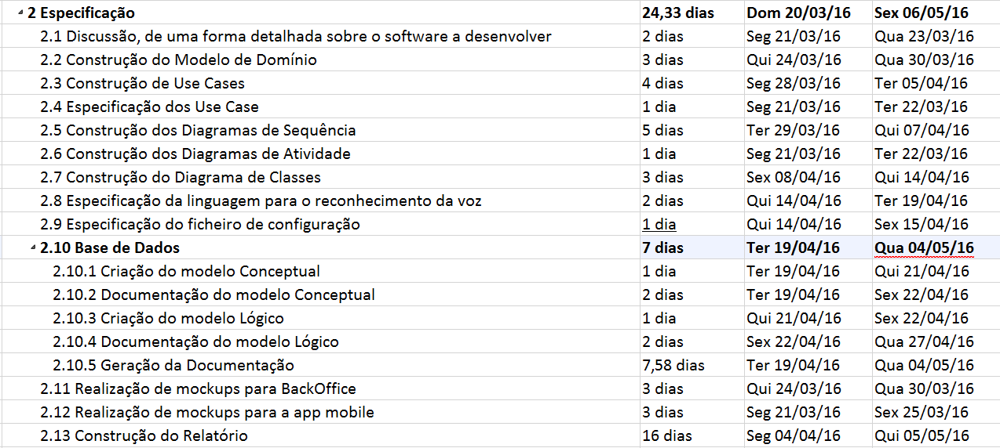 2 Especificação 24,33 dias Dom 20/03/16 Sex 06/05/16
2.1 Discussão, de uma forma detalhada sobre o software a desenvolver 2 dias Seg 21/03/16 Qua 23/03/16
2.2 Construção do Modelo de Domínio 3 dias Qui 24/03/16 Qua 30/03/16
2.3 Construção de Use Cases 4 dias Seg 28/03/16 Ter 05/04/16
2.4 Especificação dos Use Case 1 dia Seg 21/03/16 Ter 22/03/16
2.5 Construção dos Diagramas de Sequência 5 dias Ter 29/03/16 Qui 07/04/16
2.6 Construção dos Diagramas de Atividade 1 dia Seg 21/03/16 Ter 22/03/16
2.7 Construção do Diagrama de Classes 3 dias Sex 08/04/16 Qui 14/04/16
2.8 Especificação da linguagem para o reconhecimento da voz 2 dias Qui 14/04/16 Ter 19/04/16
2.9 Especificação do ficheiro de configuração 1 dia Qui 14/04/16 Sex 15/04/16
2.10 Base de Dados 7 dias Ter 19/04/16 Qua 04/05/16
2.10.1 Criação do modelo Conceptual 1 dia Ter 19/04/16 Qui 21/04/16
2.10.2 Documentação do modelo Conceptual 2 dias Ter 19/04/16 Sex 22/04/16
2.10.3 Criação do modelo Lógico 1 dia Qui 21/04/16 Sex 22/04/16
2.10.4 Documentação do modelo Lógico 2 dias Sex 22/04/16 Qua 27/04/16
2.10.5 Geração da Documentação 7,58 dias Ter 19/04/16 Qua 04/05/16
2.11 Realização de mockups para BackOffice 3 dias Qui 24/03/16 Qua 30/03/16
2.12 Realização de mockups para a app mobile 3 dias Seg 21/03/16 Sex 25/03/16
2.13 Construção do Relatório 16 dias Seg 04/04/16 Qui 05/05/16